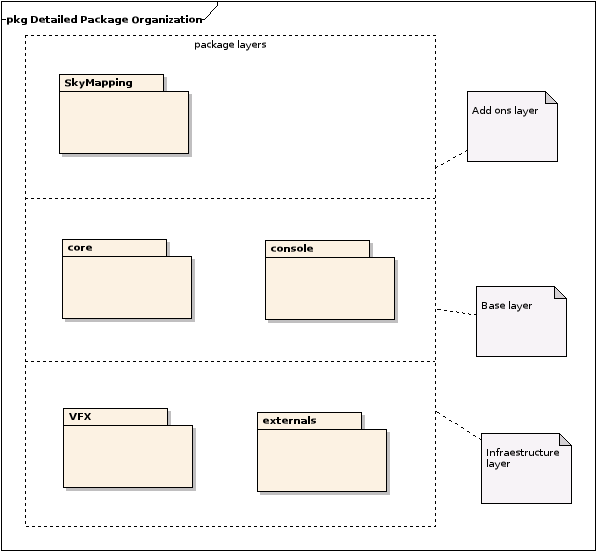 pkg Detailed Package Organization
package layers
SkyMapping
Add ons layer
core
console
Base layer
VFX
externals
Infraestructure
layer